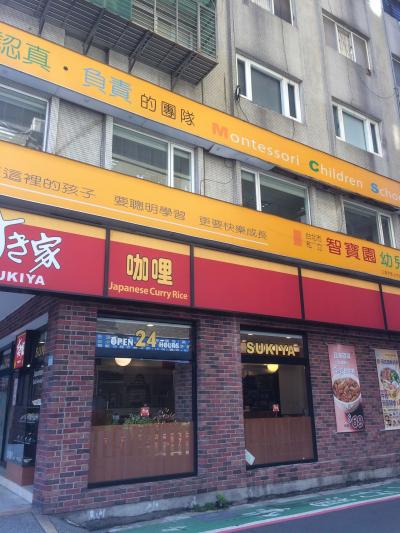 認真・負責的團隊
Montessori Children School
這裡的孩子 要聰明學習 更要快樂成長
智寶園幼兒
き家
SUKIYA
咖哩
Japanese Curry Rice
OPEN 24 HOURS
SUKIYA